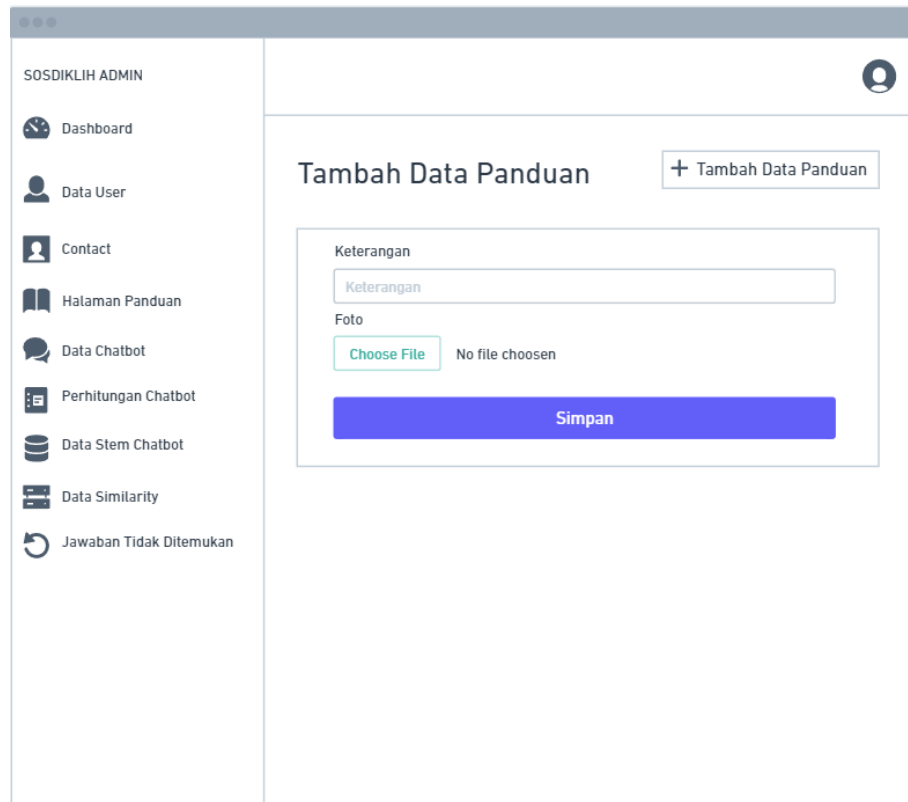 SOSDIKLIH ADMIN
Dashboard
Data User
Contact
Halaman Panduan
Data Chatbot
Perhitungan Chatbot
Data Stem Chatbot
Data Similarity
Jawaban Tidak Ditemukan
Tambah Data Panduan
+ Tambah Data Panduan
Keterangan
Keterangan
Foto
Choose File No file choosen
Simpan